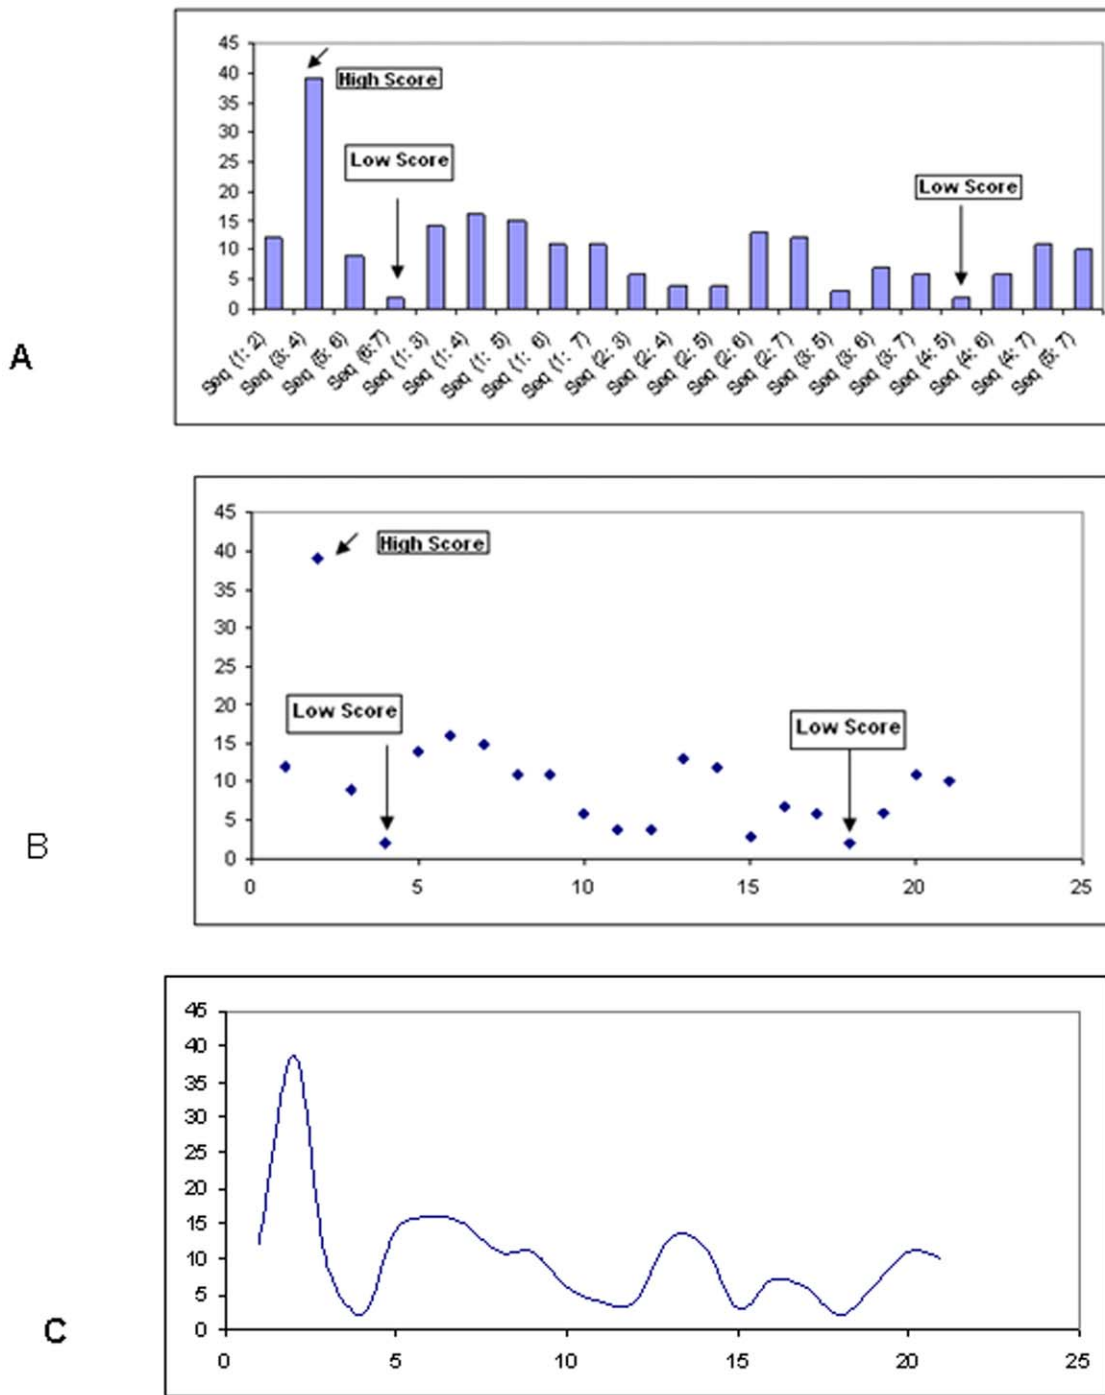 45
40
35
30
25
20
15
10
5
0
High Score
Low Score
Low Score
Seq (1: 2)
Seq (3: 4)
Seq (5: 6)
Seq (6:7)
Seq (1: 3)
Seq (1: 4)
Seq (1: 5)
Seq (1: 6)
Seq (1: 7)
Seq (2: 3)
Seq (2: 4)
Seq (2: 5)
Seq (2: 6)
Seq (2: 7)
Seq (3: 5)
Seq (3: 6)
Seq (3: 7)
Seq (4: 5)
Seq (4: 6)
Seq (4: 7)
Seq (5: 7)
A
45
40
35
30
25
20
15
10
5
0
High Score
Low Score
Low Score
0 5 10 15 20 25
B
45
40
35
30
25
20
15
10
5
0
0 5 10 15 20 25
C